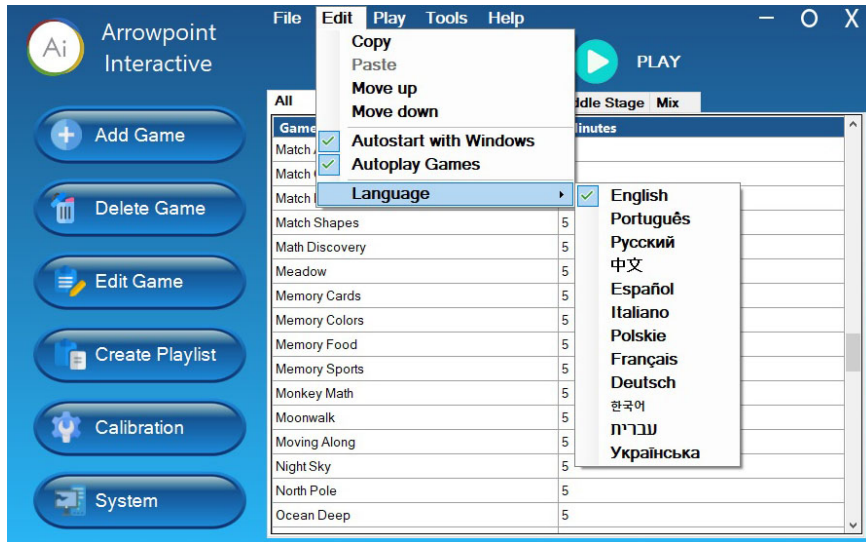 Ai
Arrowpoint
Interactive
File Edit Play Tools Help
O X
PLAY
Copy
Paste
Move up
Move down
Autostart with Windows
Autoplay Games
Language
English
Português
Русский
中文
Español
Italiano
Polskie
Français
Deutsch
한국어
עברית
Українська
Add Game
Delete Game
Edit Game
Create Playlist
Calibration
System
All ddle Stage Mix
Game inutes
Match
Match
Match
Match Shapes 5
Math Discovery
Meadow 5
Memory Cards 5
Memory Colors 5
Memory Food 5
Memory Sports 5
Monkey Math 5
Moonwalk 5
Moving Along 5
Night Sky 5
North Pole 5
Ocean Deep 5